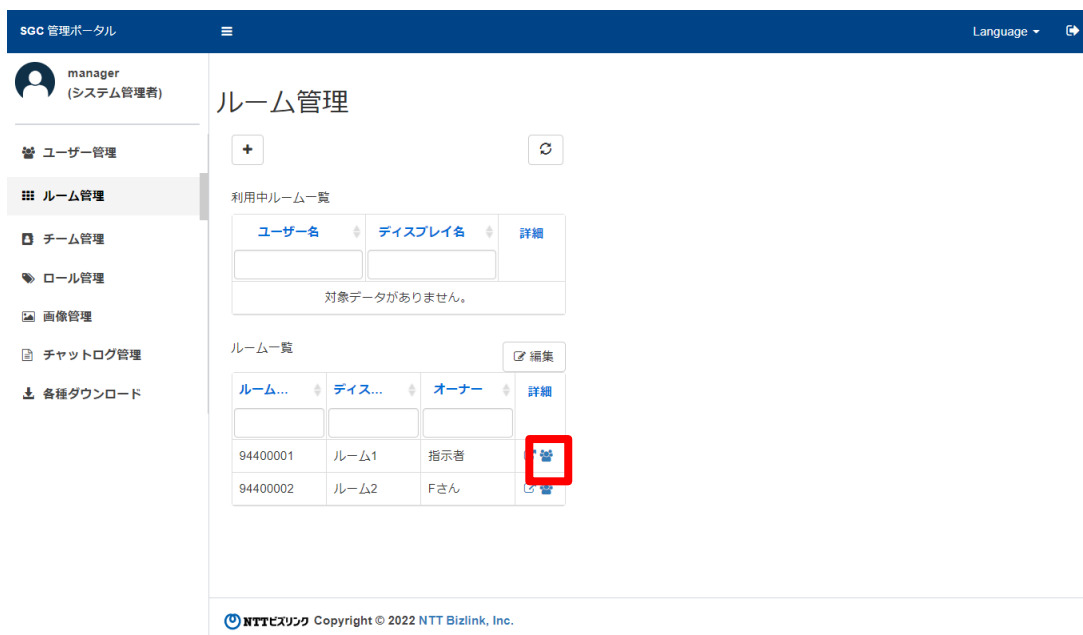 SGC 管理ポータル
Language
manager
(システム管理者)
ユーザー管理
ルーム管理
チーム管理
ロール管理
画像管理
チャットログ管理
各種ダウンロード
ルーム管理
利用中ルーム一覧
ユーザー名 ディスプレイ名 詳細
対象データがありません。
ルーム一覧
編集
ルーム... ディス... オーナー 詳細
94400001 ルーム1 指示者
94400002 ルーム2 Fさん
NTTビズリンク Copyright © 2022 NTT Bizlink, Inc.